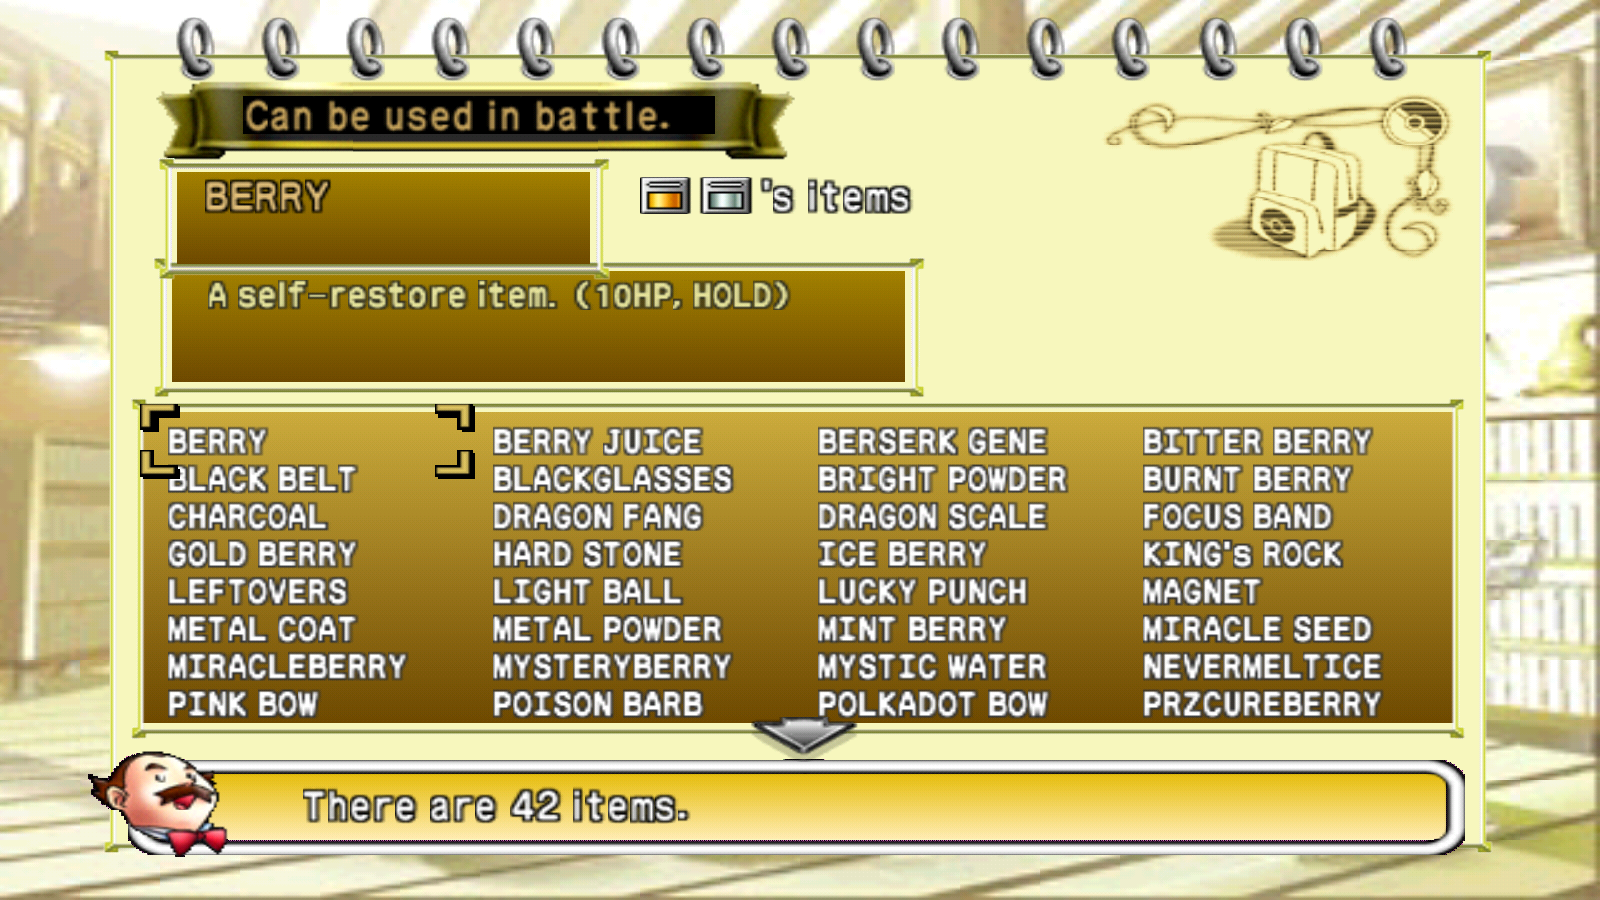 Can be used in battle.
BERRY
's items
A self-restore item. (10HP, HOLD)
BERRY BERRY JUICE BERSERK GENE BITTER BERRY
BLACK BELT BLACKGLASSES BRIGHT POWDER BURNT BERRY
CHARCOAL DRAGON FANG DRAGON SCALE FOCUS BAND
GOLD BERRY HARD STONE ICE BERRY KING's ROCK
LEFTOVERS LIGHT BALL LUCKY PUNCH MAGNET
METAL COAT METAL POWDER MINT BERRY MIRACLE SEED
MIRACLEBERRY MYSTERYBERRY MYSTIC WATER NEVERMELTICE
PINK BOW POISON BARB POLKADOT BOW PRZCUREBERRY
There are 42 items.